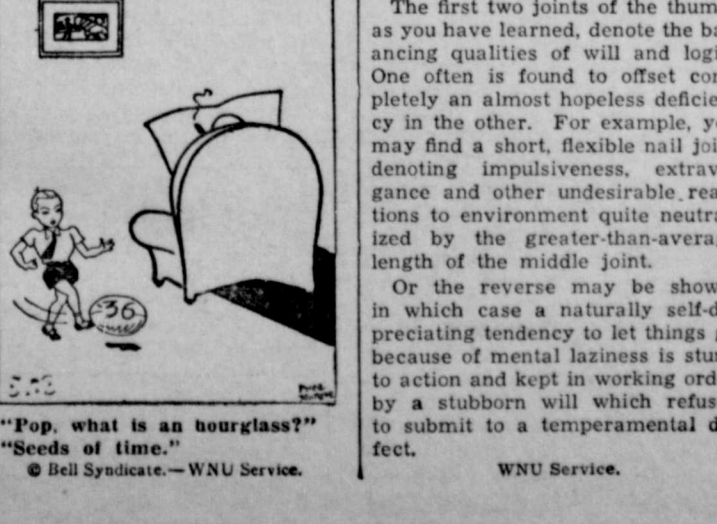 36
"Pop, what is an hourglass?"
"Seeds of time."
© Bell Syndicate.—WNU Service.
The first two joints of the thum
as you have learned, denote the ba
ancing qualities of will and logi
One often is found to offset com
pletely an almost hopeless deficie
cy in the other. For example, y
may find a short, flexible nail joi
denoting impulsiveness, extrav
gance and other undesirable reac
tions to environment quite neutra
ized by the greater-than-averag
length of the middle joint.
Or the reverse may be show
in which case a naturally self-d
preciating tendency to let things g
because of mental laziness is stun
to action and kept in working orde
by a stubborn will which refus
to submit to a temperamental d
fect.
WNU Service.